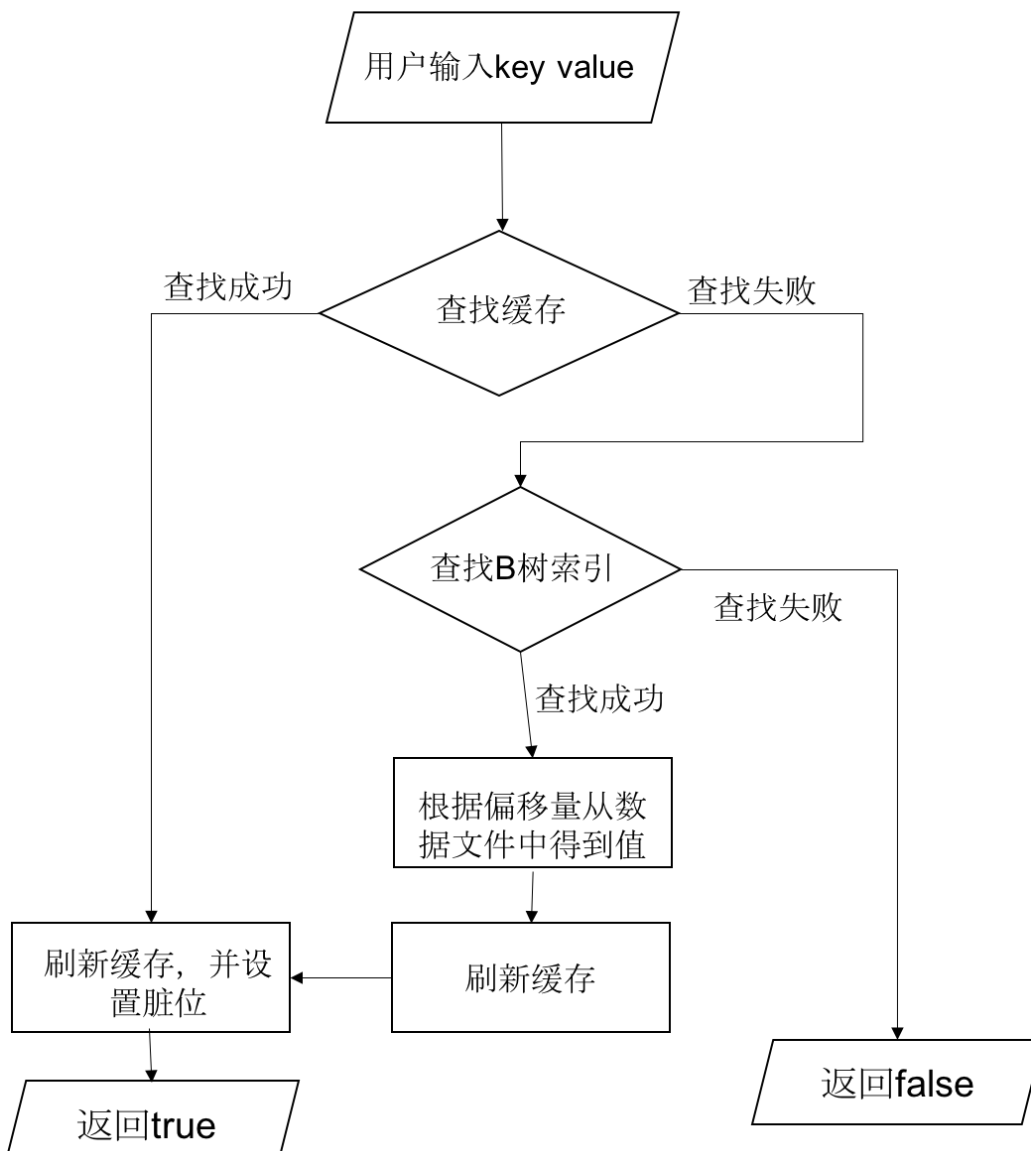 用户输入key value
查找成功
查找失败
查找缓存
查找B树索引
查找失败
查找成功
根据偏移量从数
据文件中得到值
刷新缓存，并设
置脏位
刷新缓存
返回false
返回true